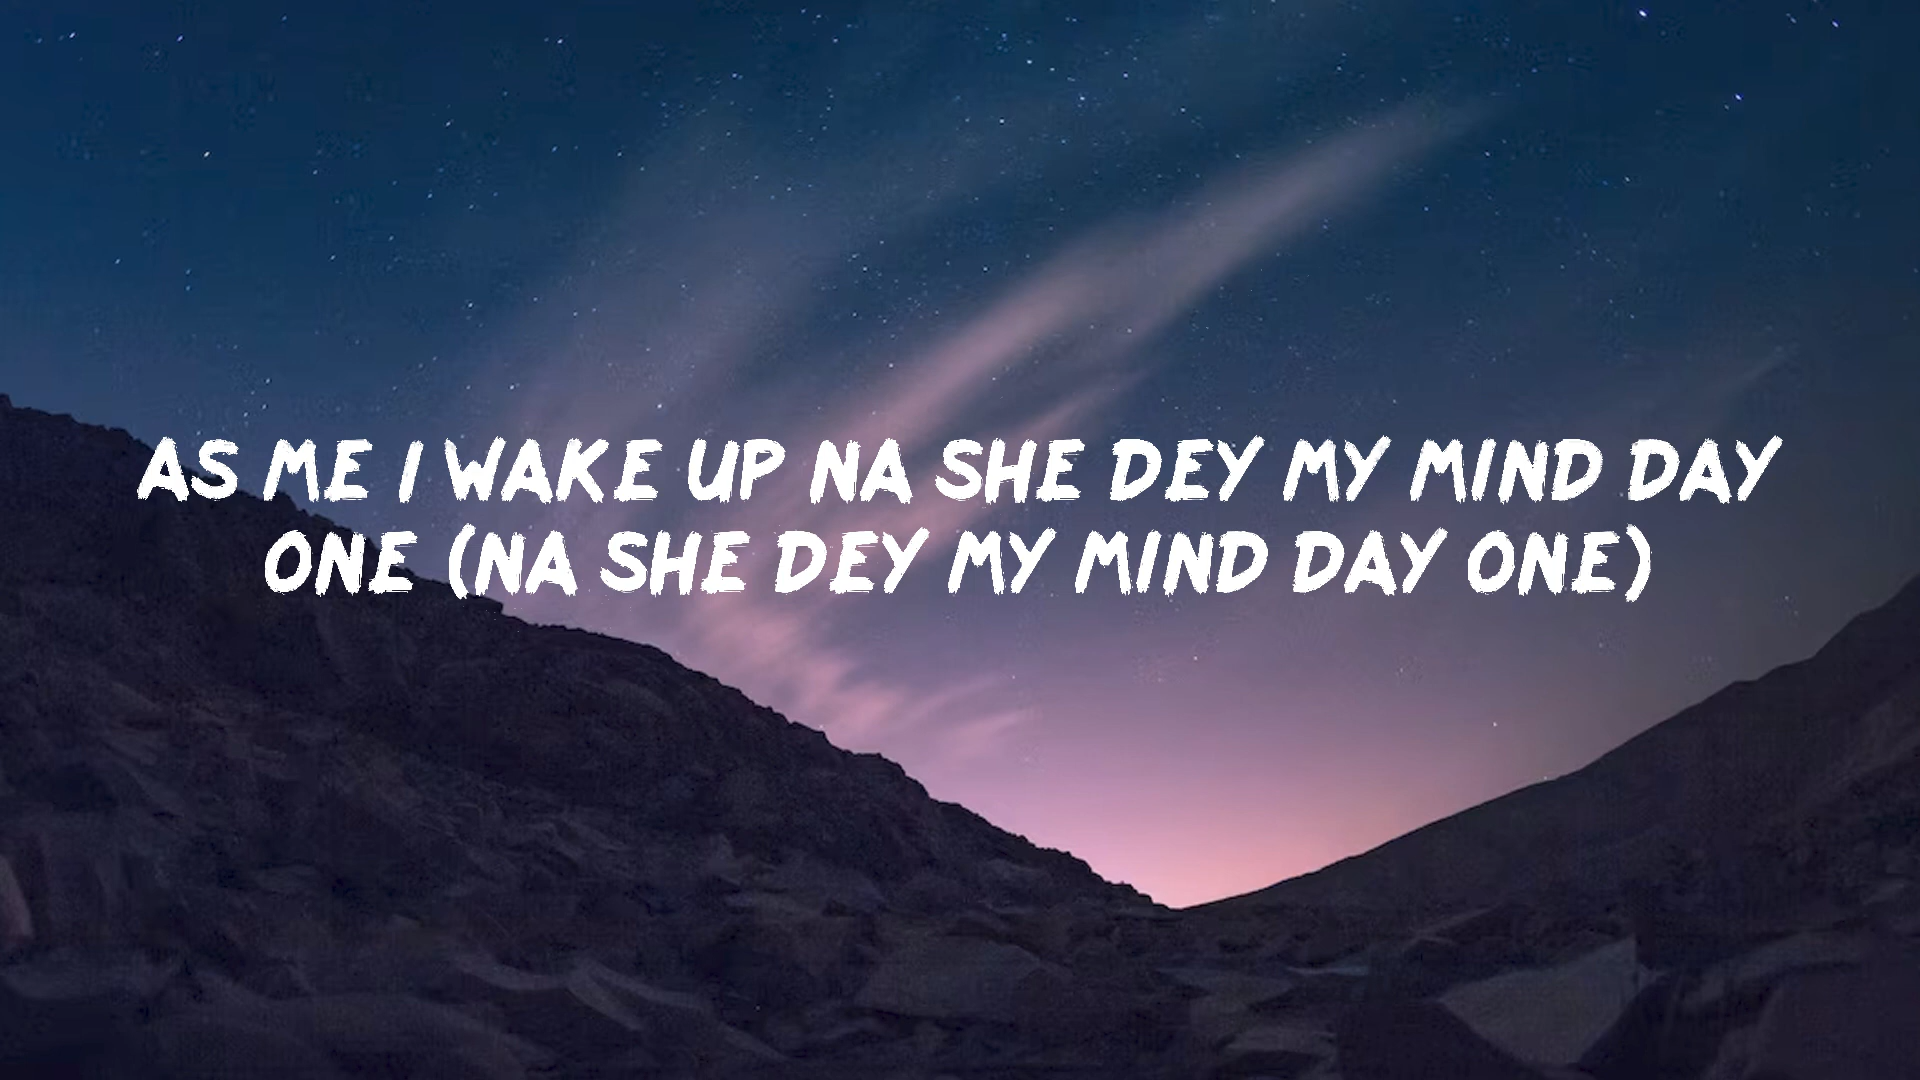 AS ME I WAKE UP NA SHE DEY MY MIND DAY
ONE (NA SHE DEY MY MIND DAY ONE)